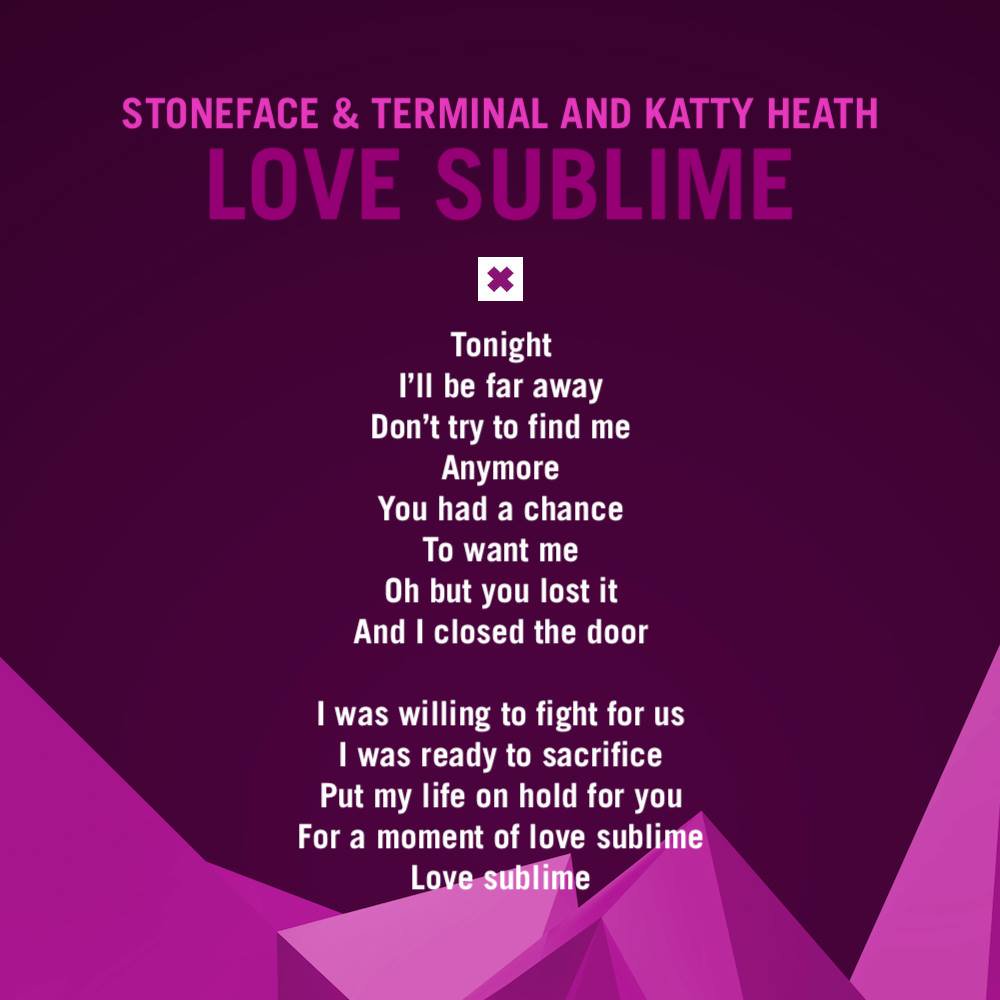 STONEFACE & TERMINAL AND KATTY HEATH
LOVE SUBLIME
Tonight
I’ll be far away
Don’t try to find me
Anymore
You had a chance
To want me
Oh but you lost it
And I closed the door
I was willing to fight for us
I was ready to sacrifice
Put my life on hold for you
For a moment of love sublime
Love sublime